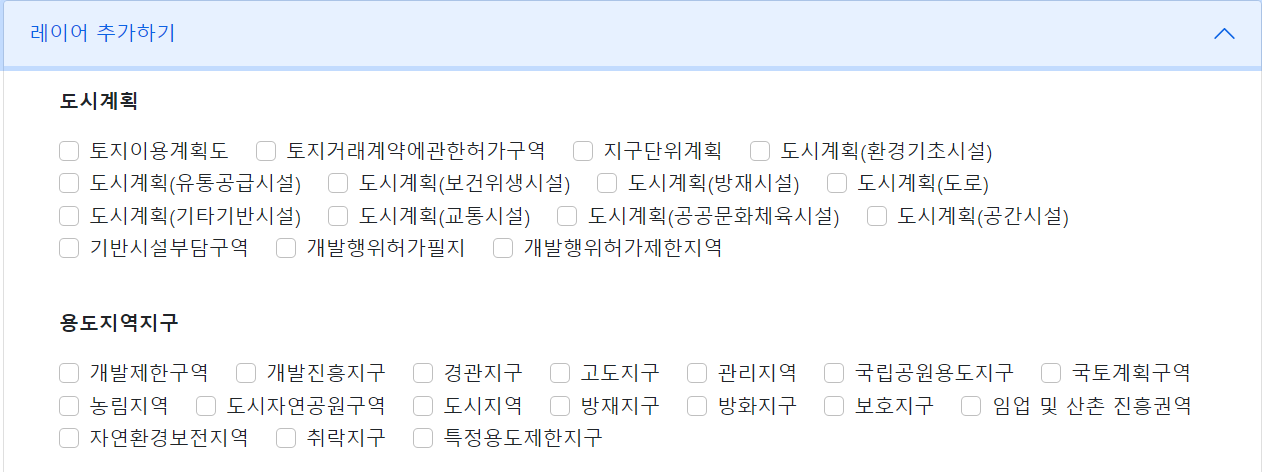 레이어 추가하기
도시계획
토지이용계획도 토지거래계약에관한허가구역 지구단위계획 도시계획(환경기초시설)
도시계획(유통공급시설) 도시계획(보건위생시설) 도시계획(방재시설) 도시계획(도로)
도시계획(기타기반시설) 도시계획(교통시설) 도시계획(공공문화체육시설) 도시계획(공간시설)
기반시설부담구역 개발행위허가필지 개발행위허가제한지역
용도지역지구
개발제한구역 개발진흥지구 경관지구 고도지구 관리지역 국립공원용도지구 국토계획구역
농림지역 도시자연공원구역 도시지역 방재지구 방화지구 보호지구 임업 및 산촌 진흥권역
자연환경보전지역 취락지구 특정용도제한지구